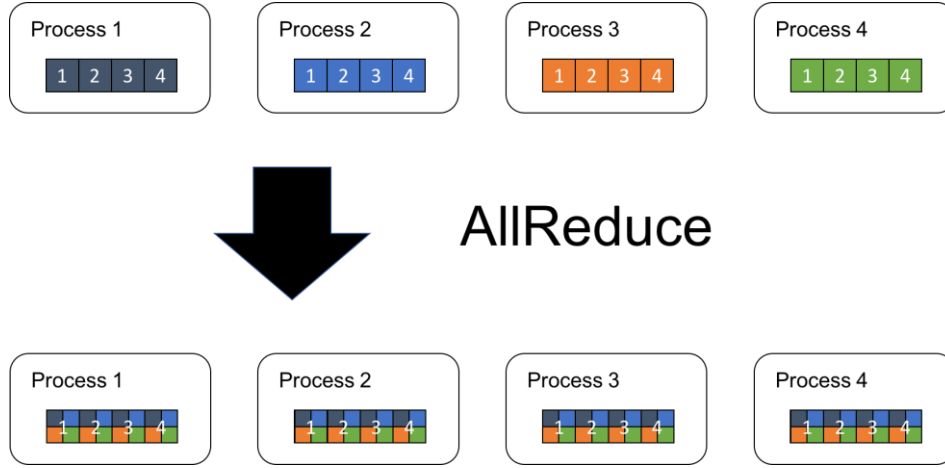 Process 1
Process 2
Process 3
Process 4
1 2 3 4
1 2 3 4
1 2 3 4
1 2 3 4
AllReduce
Process 1
Process 2
Process 3
Process 4
1 2 3 4
1 2 3 4
1 2 3 4
1 2 3 4